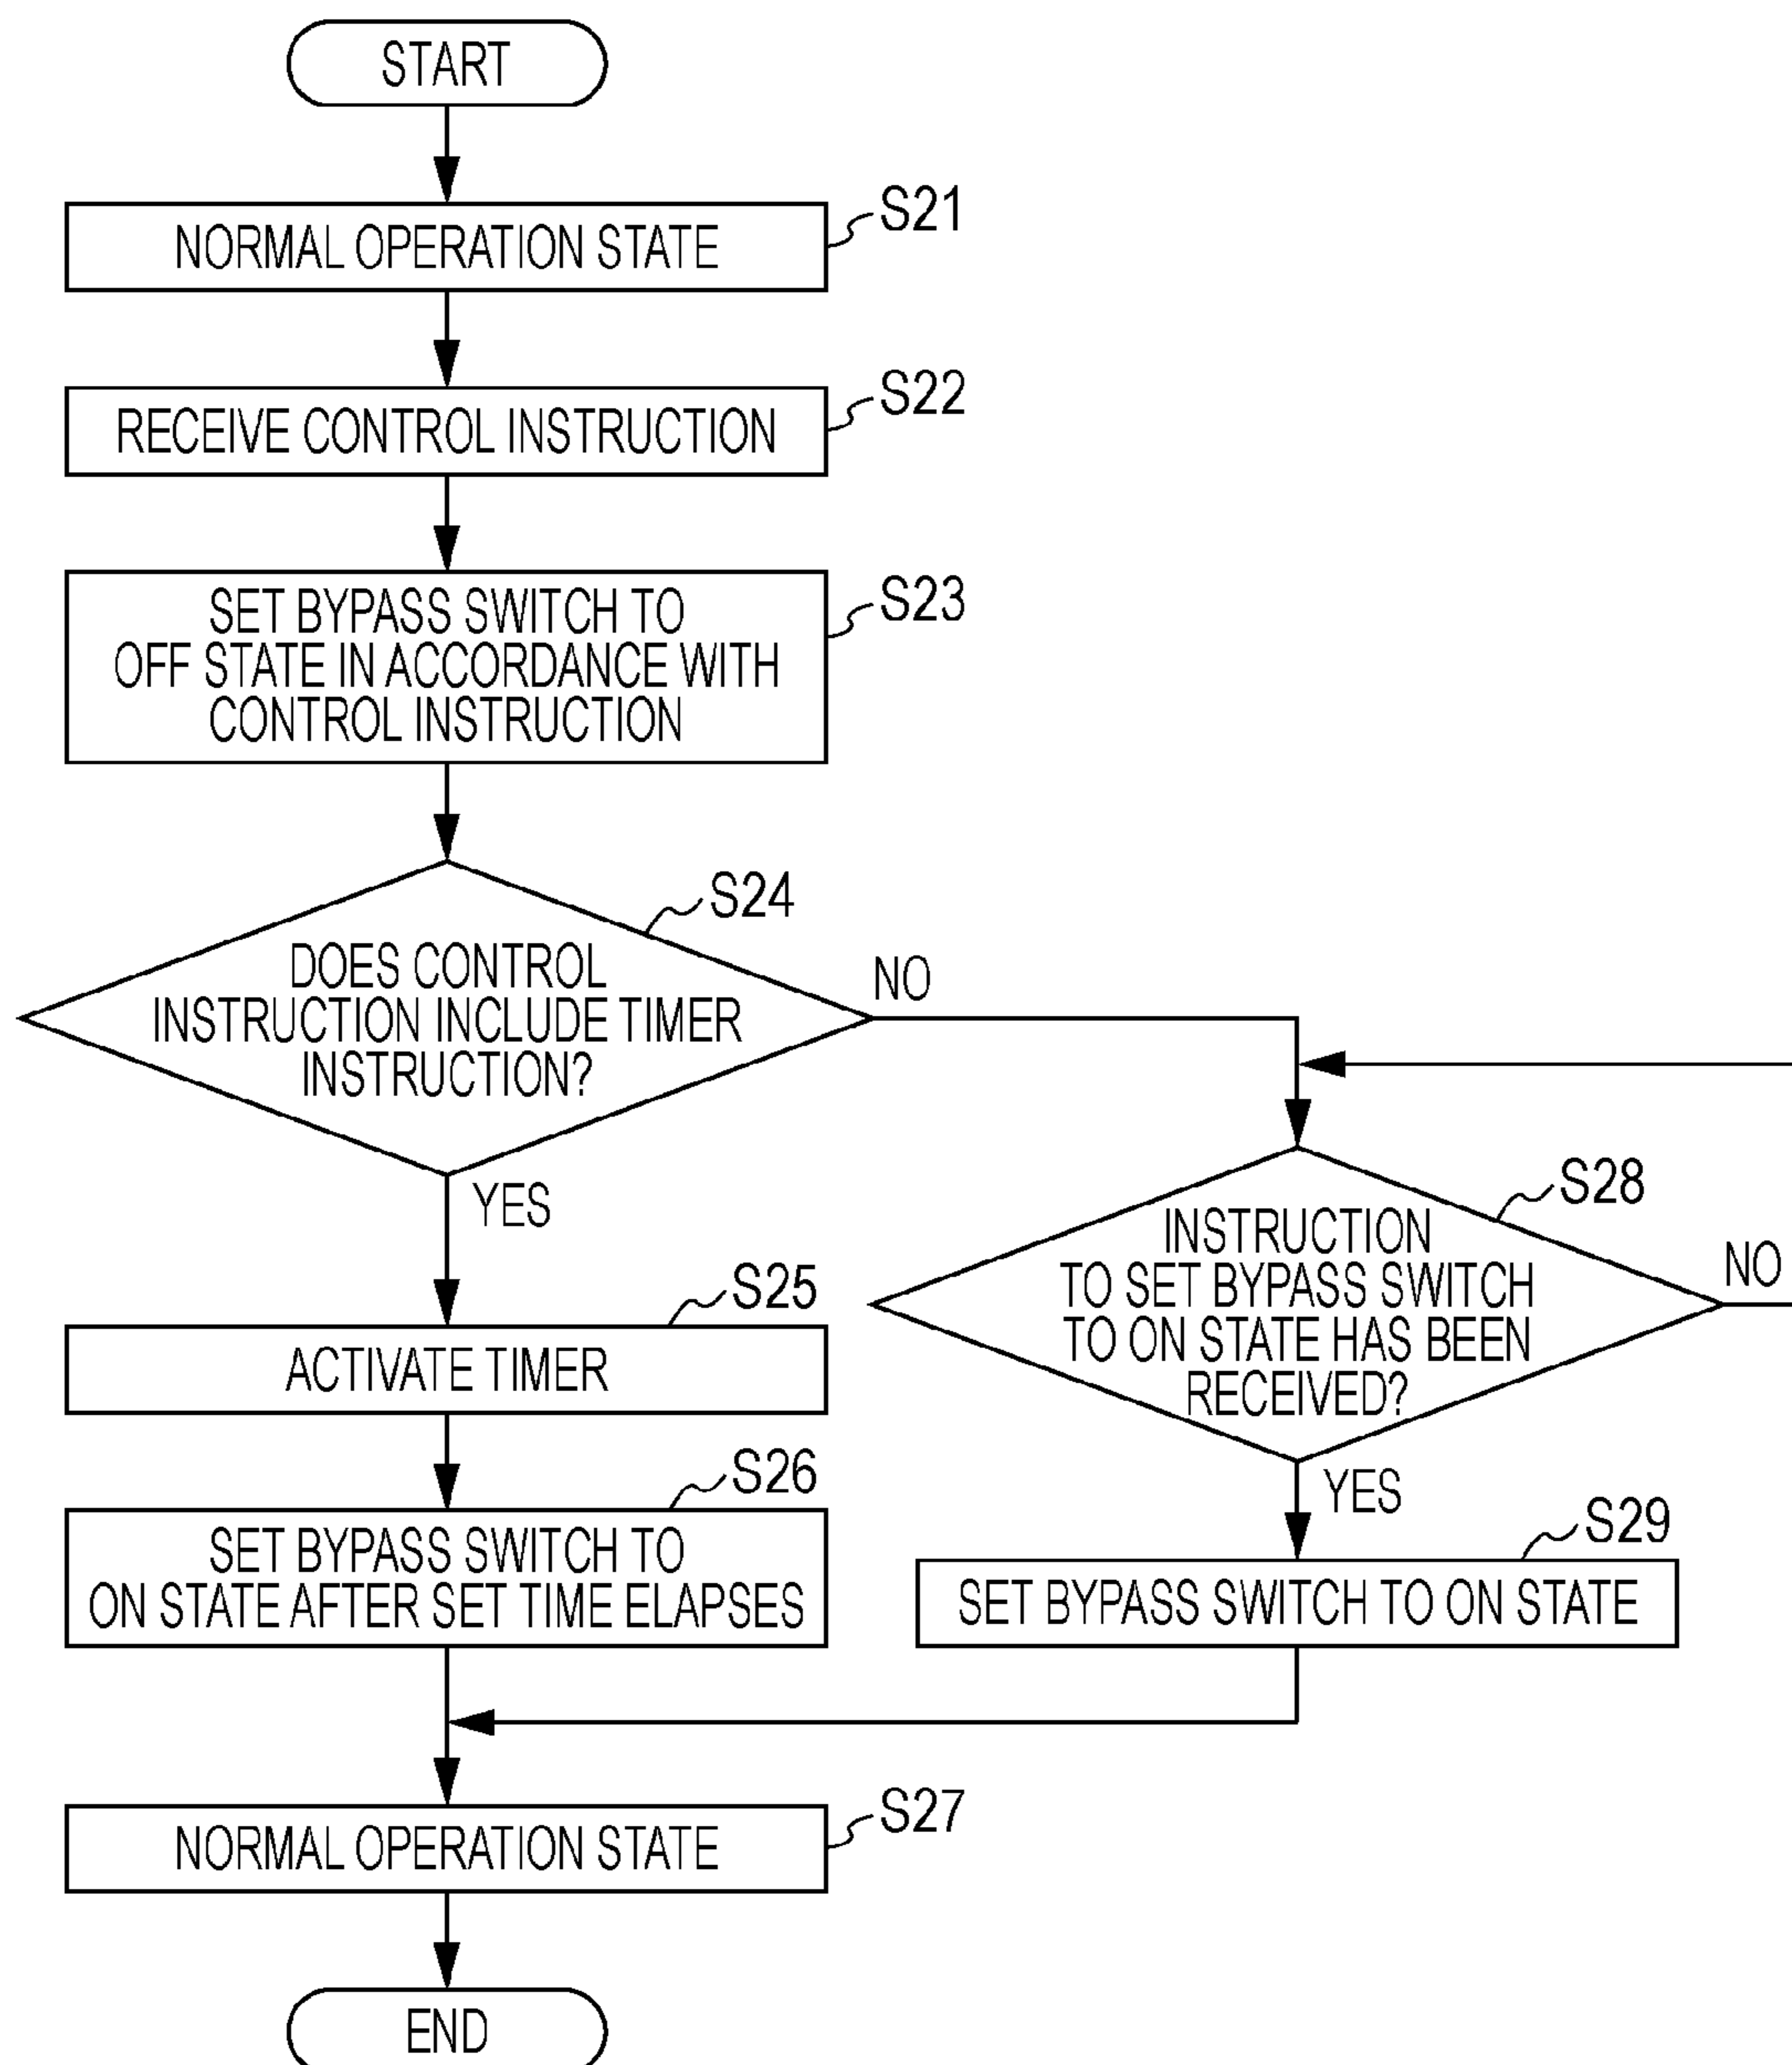 START
NORMAL OPERATION STATE
S21
RECEIVE CONTROL INSTRUCTION
S22
SET BYPASS SWITCH TO
OFF STATE IN ACCORDANCE WITH
CONTROL INSTRUCTION
S23
DOES CONTROL
INSTRUCTION INCLUDE TIMER
INSTRUCTION?
S24
NO
YES
ACTIVATE TIMER
S25
SET BYPASS SWITCH TO
ON STATE AFTER SET TIME ELAPSES
S26
INSTRUCTION
TO SET BYPASS SWITCH
TO ON STATE HAS BEEN
RECEIVED?
S28
NO
YES
SET BYPASS SWITCH TO ON STATE
S29
NORMAL OPERATION STATE
S27
END